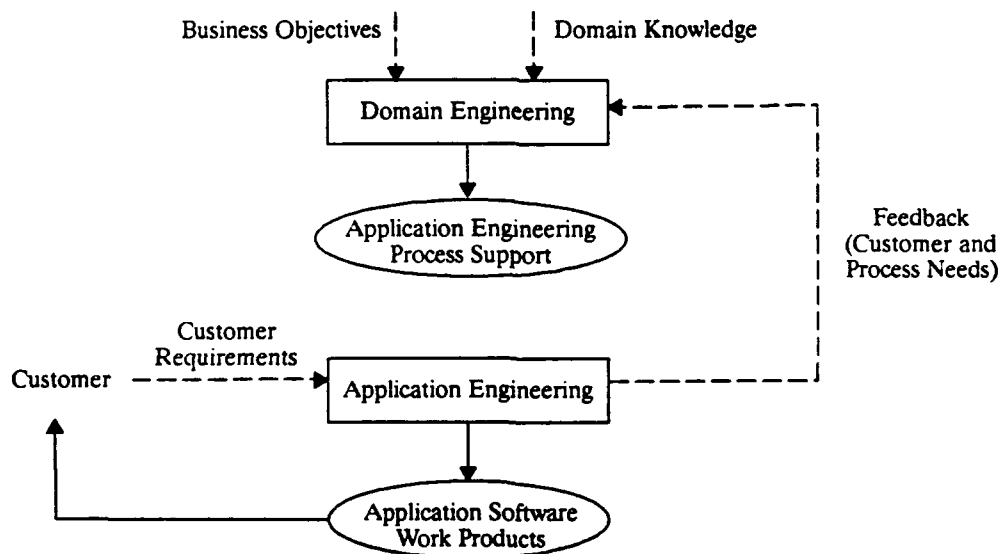 Business Objectives
Domain Knowledge
Domain Engineering
Application Engineering
Process Support
Feedback
(Customer and
Process Needs)
Customer
Requirements
Customer
Application Engineering
Application Software
Work Products